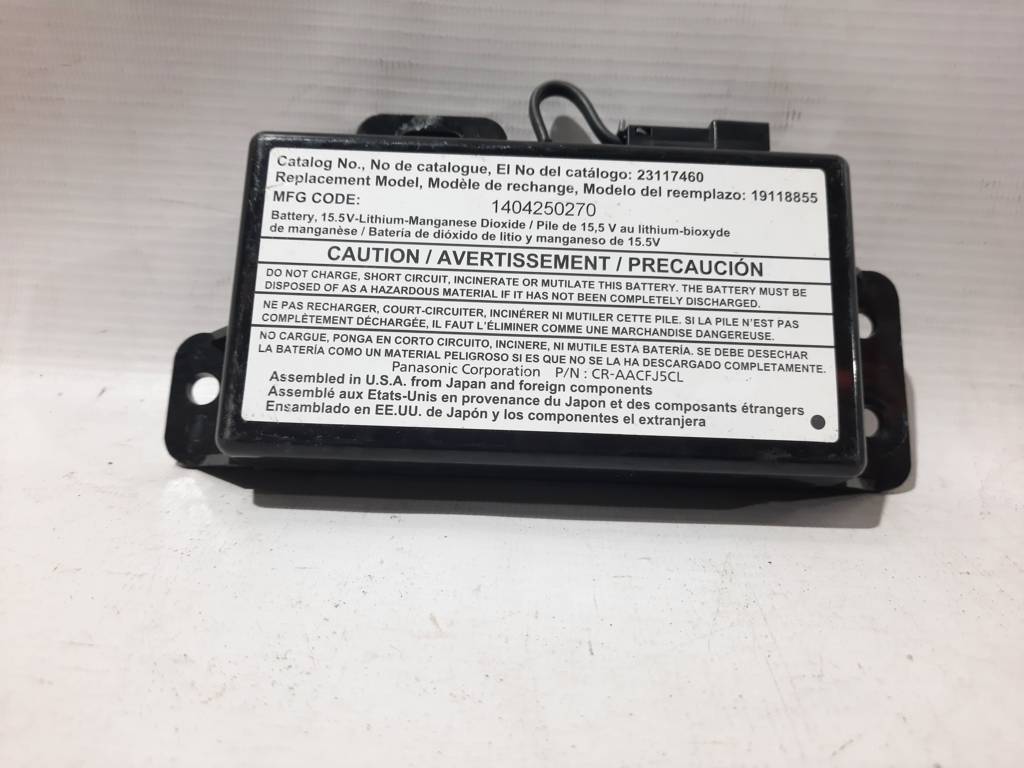 Catalog No., No de catalogue, El No del catálogo: 23117460
Replacement Model, Modèle de rechange, Modelo del reemplazo: 19118855
MFG CODE: 1404250270
Battery, 15.5V-Lithium-Manganese Dioxide / Pile de 15,5 V au lithium-bioxyde
de manganèse / Batería de dióxido de litio y manganeso de 15.5V
CAUTION / AVERTISSEMENT / PRECAUCIÓN
DO NOT CHARGE, SHORT CIRCUIT, INCINERATE OR MUTILATE THIS BATTERY. THE BATTERY MUST BE
DISPOSED OF AS A HAZARDOUS MATERIAL IF IT HAS NOT BEEN COMPLETELY DISCHARGED.
NE PAS RECHARGER, COURT-CIRCUITER, INCINÉRER NI MUTILER CETTE PILE. SI LA PILE N'EST PAS
COMPLÈTEMENT DÉCHARGÉE, IL FAUT L'ÉLIMINER COMME UNE MARCHANDISE DANGEREUSE.
NO CARGUE, PONGA EN CORTO CIRCUITO, INCINERE, NI MUTILE ESTA BATERÍA. SE DEBE DESECHAR
LA BATERÍA COMO UN MATERIAL PELIGROSO SI ES QUE NO SE LA HA DESCARGADO COMPLETAMENTE.
Panasonic Corporation P/N : CR-AACFJ5CL
Assembled in U.S.A. from Japan and foreign components
Assemblé aux Etats-Unis en provenance du Japon et des composants étrangers
Ensamblado en EE.UU. de Japón y los componentes el extranjera